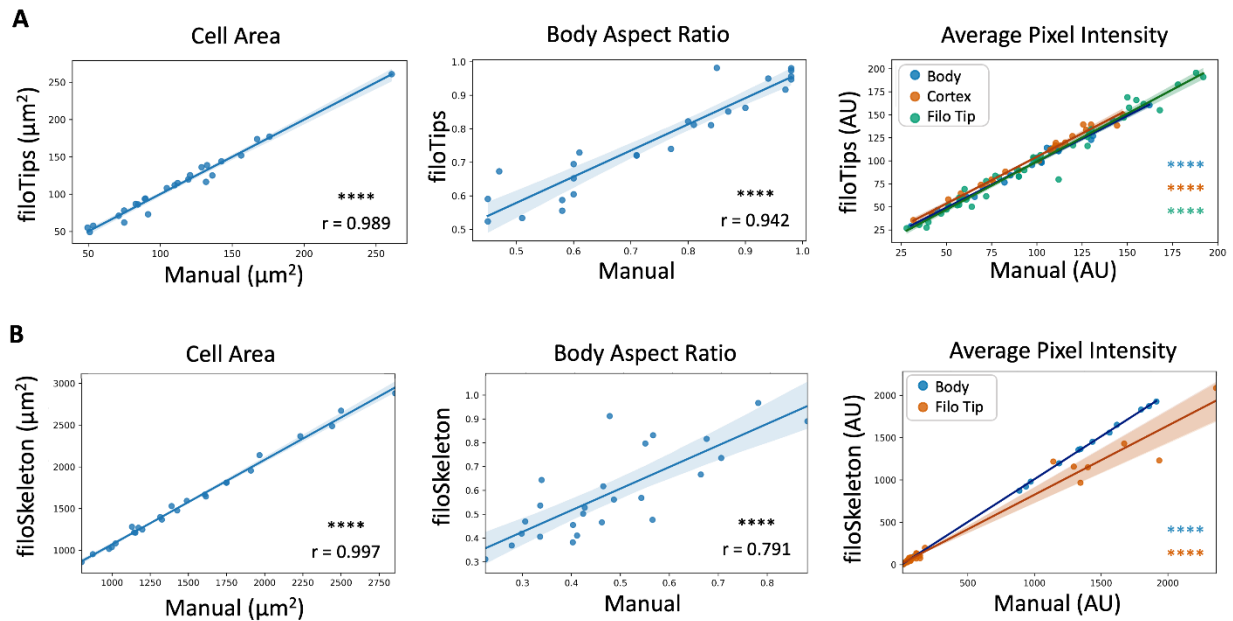 A
Cell Area
filoTips (µm²)
250
200
150
100
50
****
r = 0.989
50
100
150
200
250
Manual (µm²)
Body Aspect Ratio
filoTips
1.0
0.9
0.8
0.7
0.6
0.5
****
r = 0.942
0.5
0.6
0.7
0.8
0.9
1.0
Manual
Average Pixel Intensity
filoTips (AU)
200
175
150
125
100
75
50
25
Body
Cortex
Filo Tip
****
****
****
25
50
75
100
125
150
175
200
Manual (AU)
B
Cell Area
filoSkeleton (µm²)
3000
2500
2000
1500
1000
****
r = 0.997
1000
1250
1500
1750
2000
2250
2500
2750
Manual (µm²)
Body Aspect Ratio
filoSkeleton
1.0
0.9
0.8
0.7
0.6
0.5
0.4
0.3
****
r = 0.791
0.3
0.4
0.5
0.6
0.7
0.8
Manual
Average Pixel Intensity
filoSkeleton (AU)
2000
1500
1000
500
0
Body
Filo Tip
****
****
500
1000
1500
2000
Manual (AU)